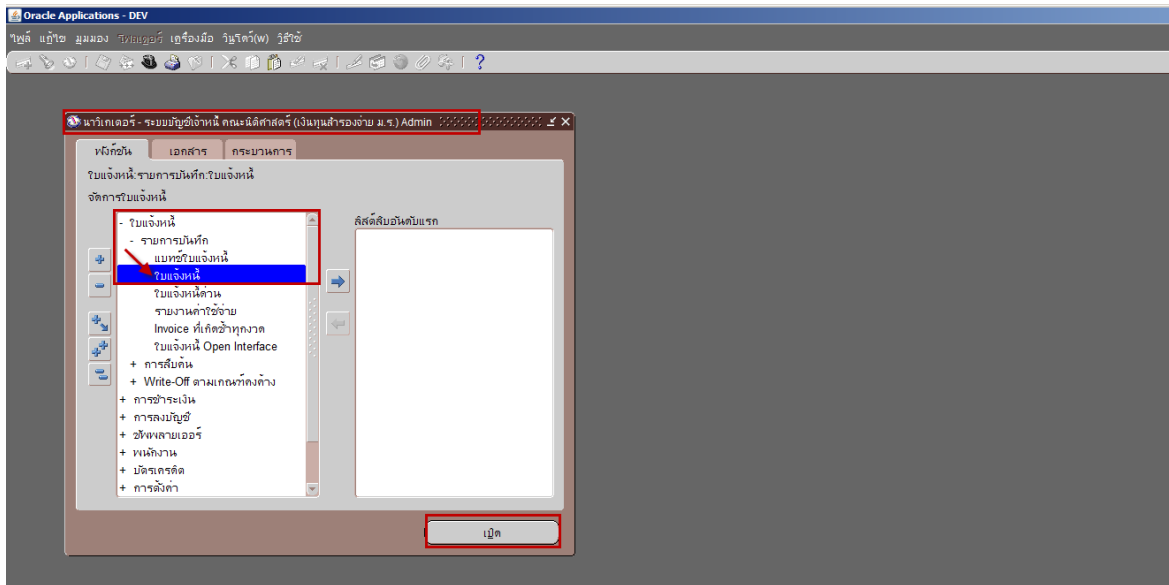 Oracle Applications - DEV
ไฟล์ แก้ไข มุมมอง โฟลเดอร์ เครื่องมือ วินโดว์(w) วิธีใช้
?
นาวิเกเตอร์ - ระบบบัญชีเจ้าหนี้ คณะนิติศาสตร์ (เงินทุนสำรองจ่าย ม.ร.) Admin
ฟังก์ชัน เอกสาร กระบวนการ
ใบแจ้งหนี้:รายการบันทึก:ใบแจ้งหนี้
จัดการใบแจ้งหนี้
- ใบแจ้งหนี้
- รายการบันทึก
แบทช์ใบแจ้งหนี้
ใบแจ้งหนี้
ใบแจ้งหนี้ด่วน
รายงานค่าใช้จ่าย
Invoice ที่เกิดซ้ำทุกงวด
ใบแจ้งหนี้ Open Interface
+ การสืบค้น
+ Write-Off ตามเกณฑ์คงค้าง
+ การชำระเงิน
+ การลงบัญชี
+ ซัพพลายเออร์
+ พนักงาน
+ บัตรเครดิต
+ การตั้งค่า
ลิสต์สิบอันดับแรก
เปิด